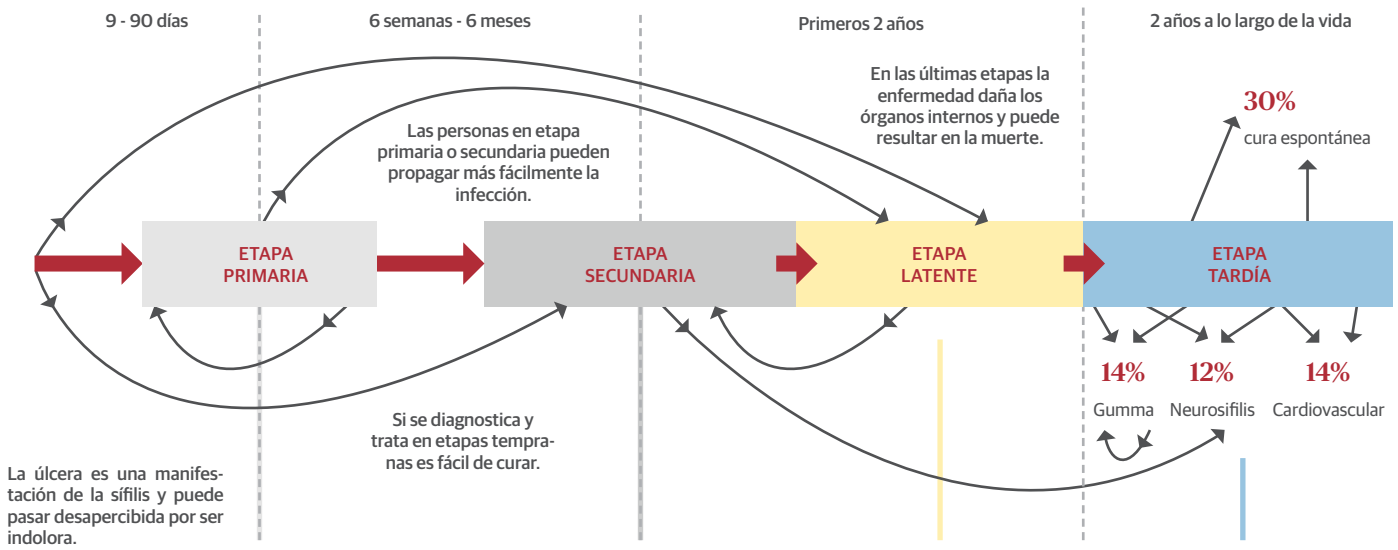 9 - 90 días
6 semanas - 6 meses
Primeros 2 años
2 años a lo largo de la vida
En las últimas etapas la
enfermedad daña los
órganos internos y puede
resultar en la muerte.
30%
cura espontánea
Las personas en etapa
primaria o secundaria pueden
propagar más fácilmente la
infección.
ETAPA
PRIMARIA
ETAPA
SECUNDARIA
ETAPA
LATENTE
ETAPA
TARDÍA
14%
Gumma
12%
Neurosifilis
14%
Cardiovascular
Si se diagnostica y
trata en etapas tempra-
nas es fácil de curar.
La úlcera es una manifes-
tación de la sífilis y puede
pasar desapercibida por ser
indolora.